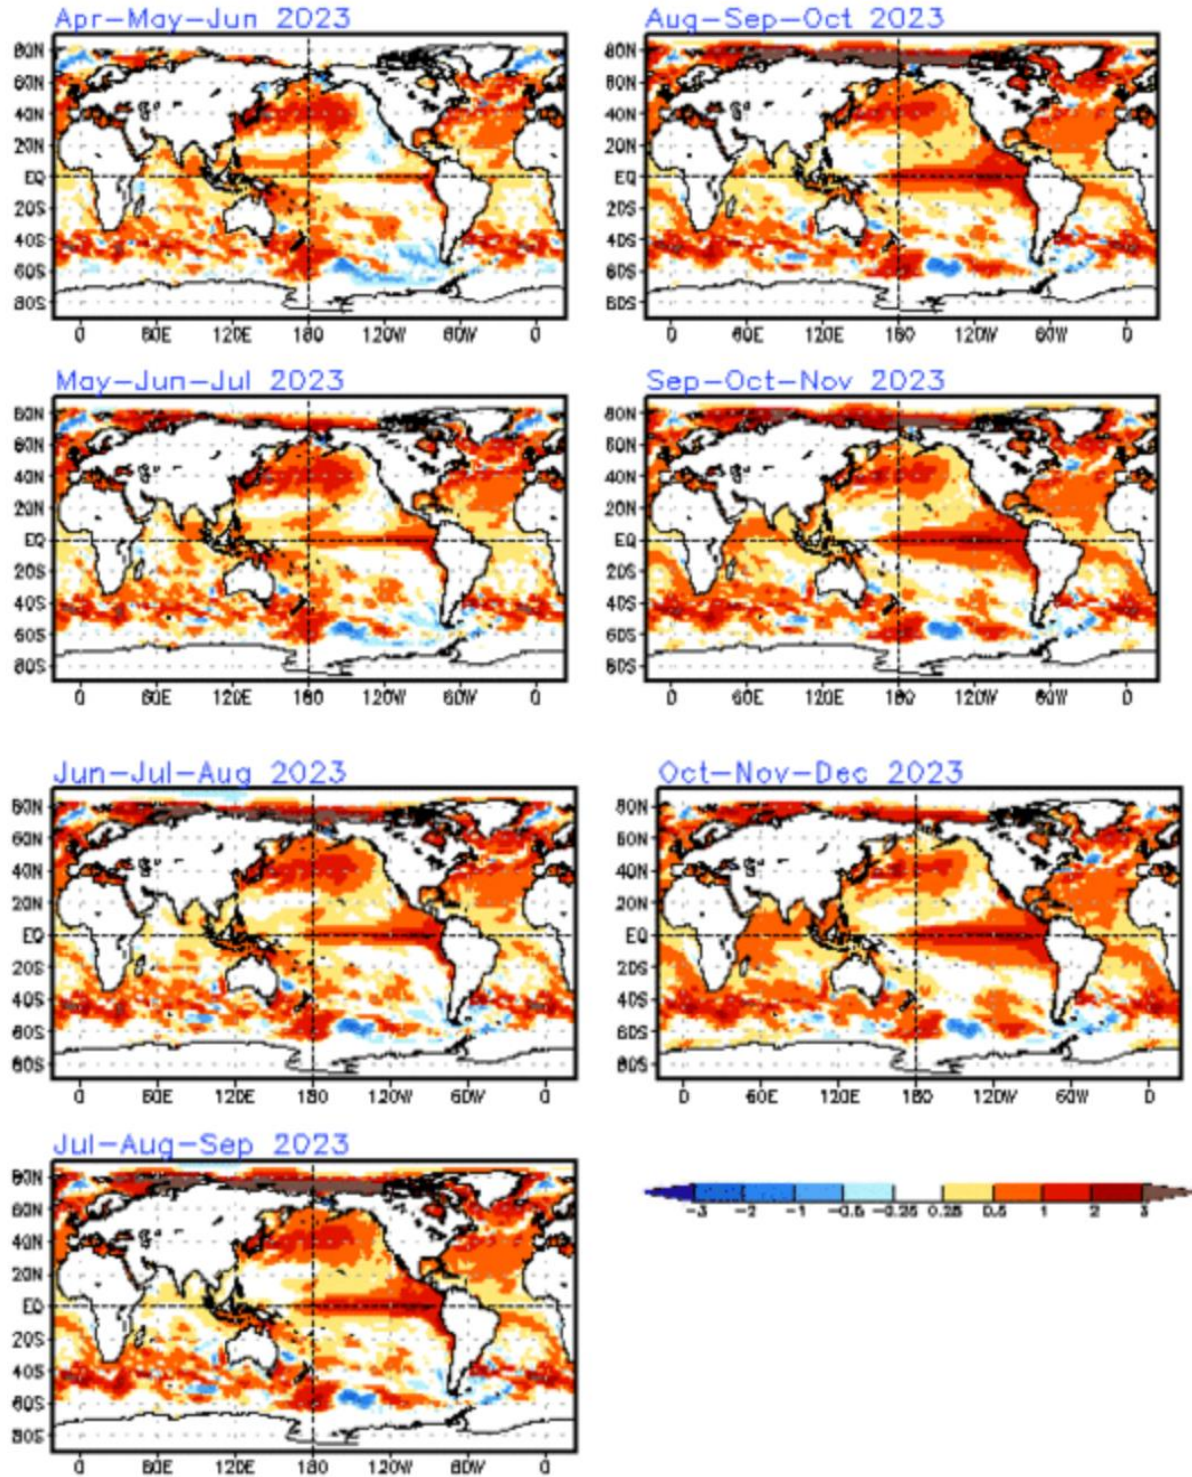 Apr-May-Jun 2023
80N
60N
40N
20N
EQ
20S
40S
60S
80S
0 60E 120E 180 120W 60W 0
Aug-Sep-Oct 2023
80N
60N
40N
20N
EQ
20S
40S
60S
80S
0 60E 120E 180 120W 60W 0
May-Jun-Jul 2023
80N
60N
40N
20N
EQ
20S
40S
60S
80S
0 60E 120E 180 120W 60W 0
Sep-Oct-Nov 2023
80N
60N
40N
20N
EQ
20S
40S
60S
80S
0 60E 120E 180 120W 60W 0
Jun-Jul-Aug 2023
80N
60N
40N
20N
EQ
20S
40S
60S
80S
0 60E 120E 180 120W 60W 0
Oct-Nov-Dec 2023
80N
60N
40N
20N
EQ
20S
40S
60S
80S
0 60E 120E 180 120W 60W 0
Jul-Aug-Sep 2023
80N
60N
40N
20N
EQ
20S
40S
60S
80S
0 60E 120E 180 120W 60W 0
-3 -2 -1 -0.5 -0.25 0.25 0.5 1 2 3